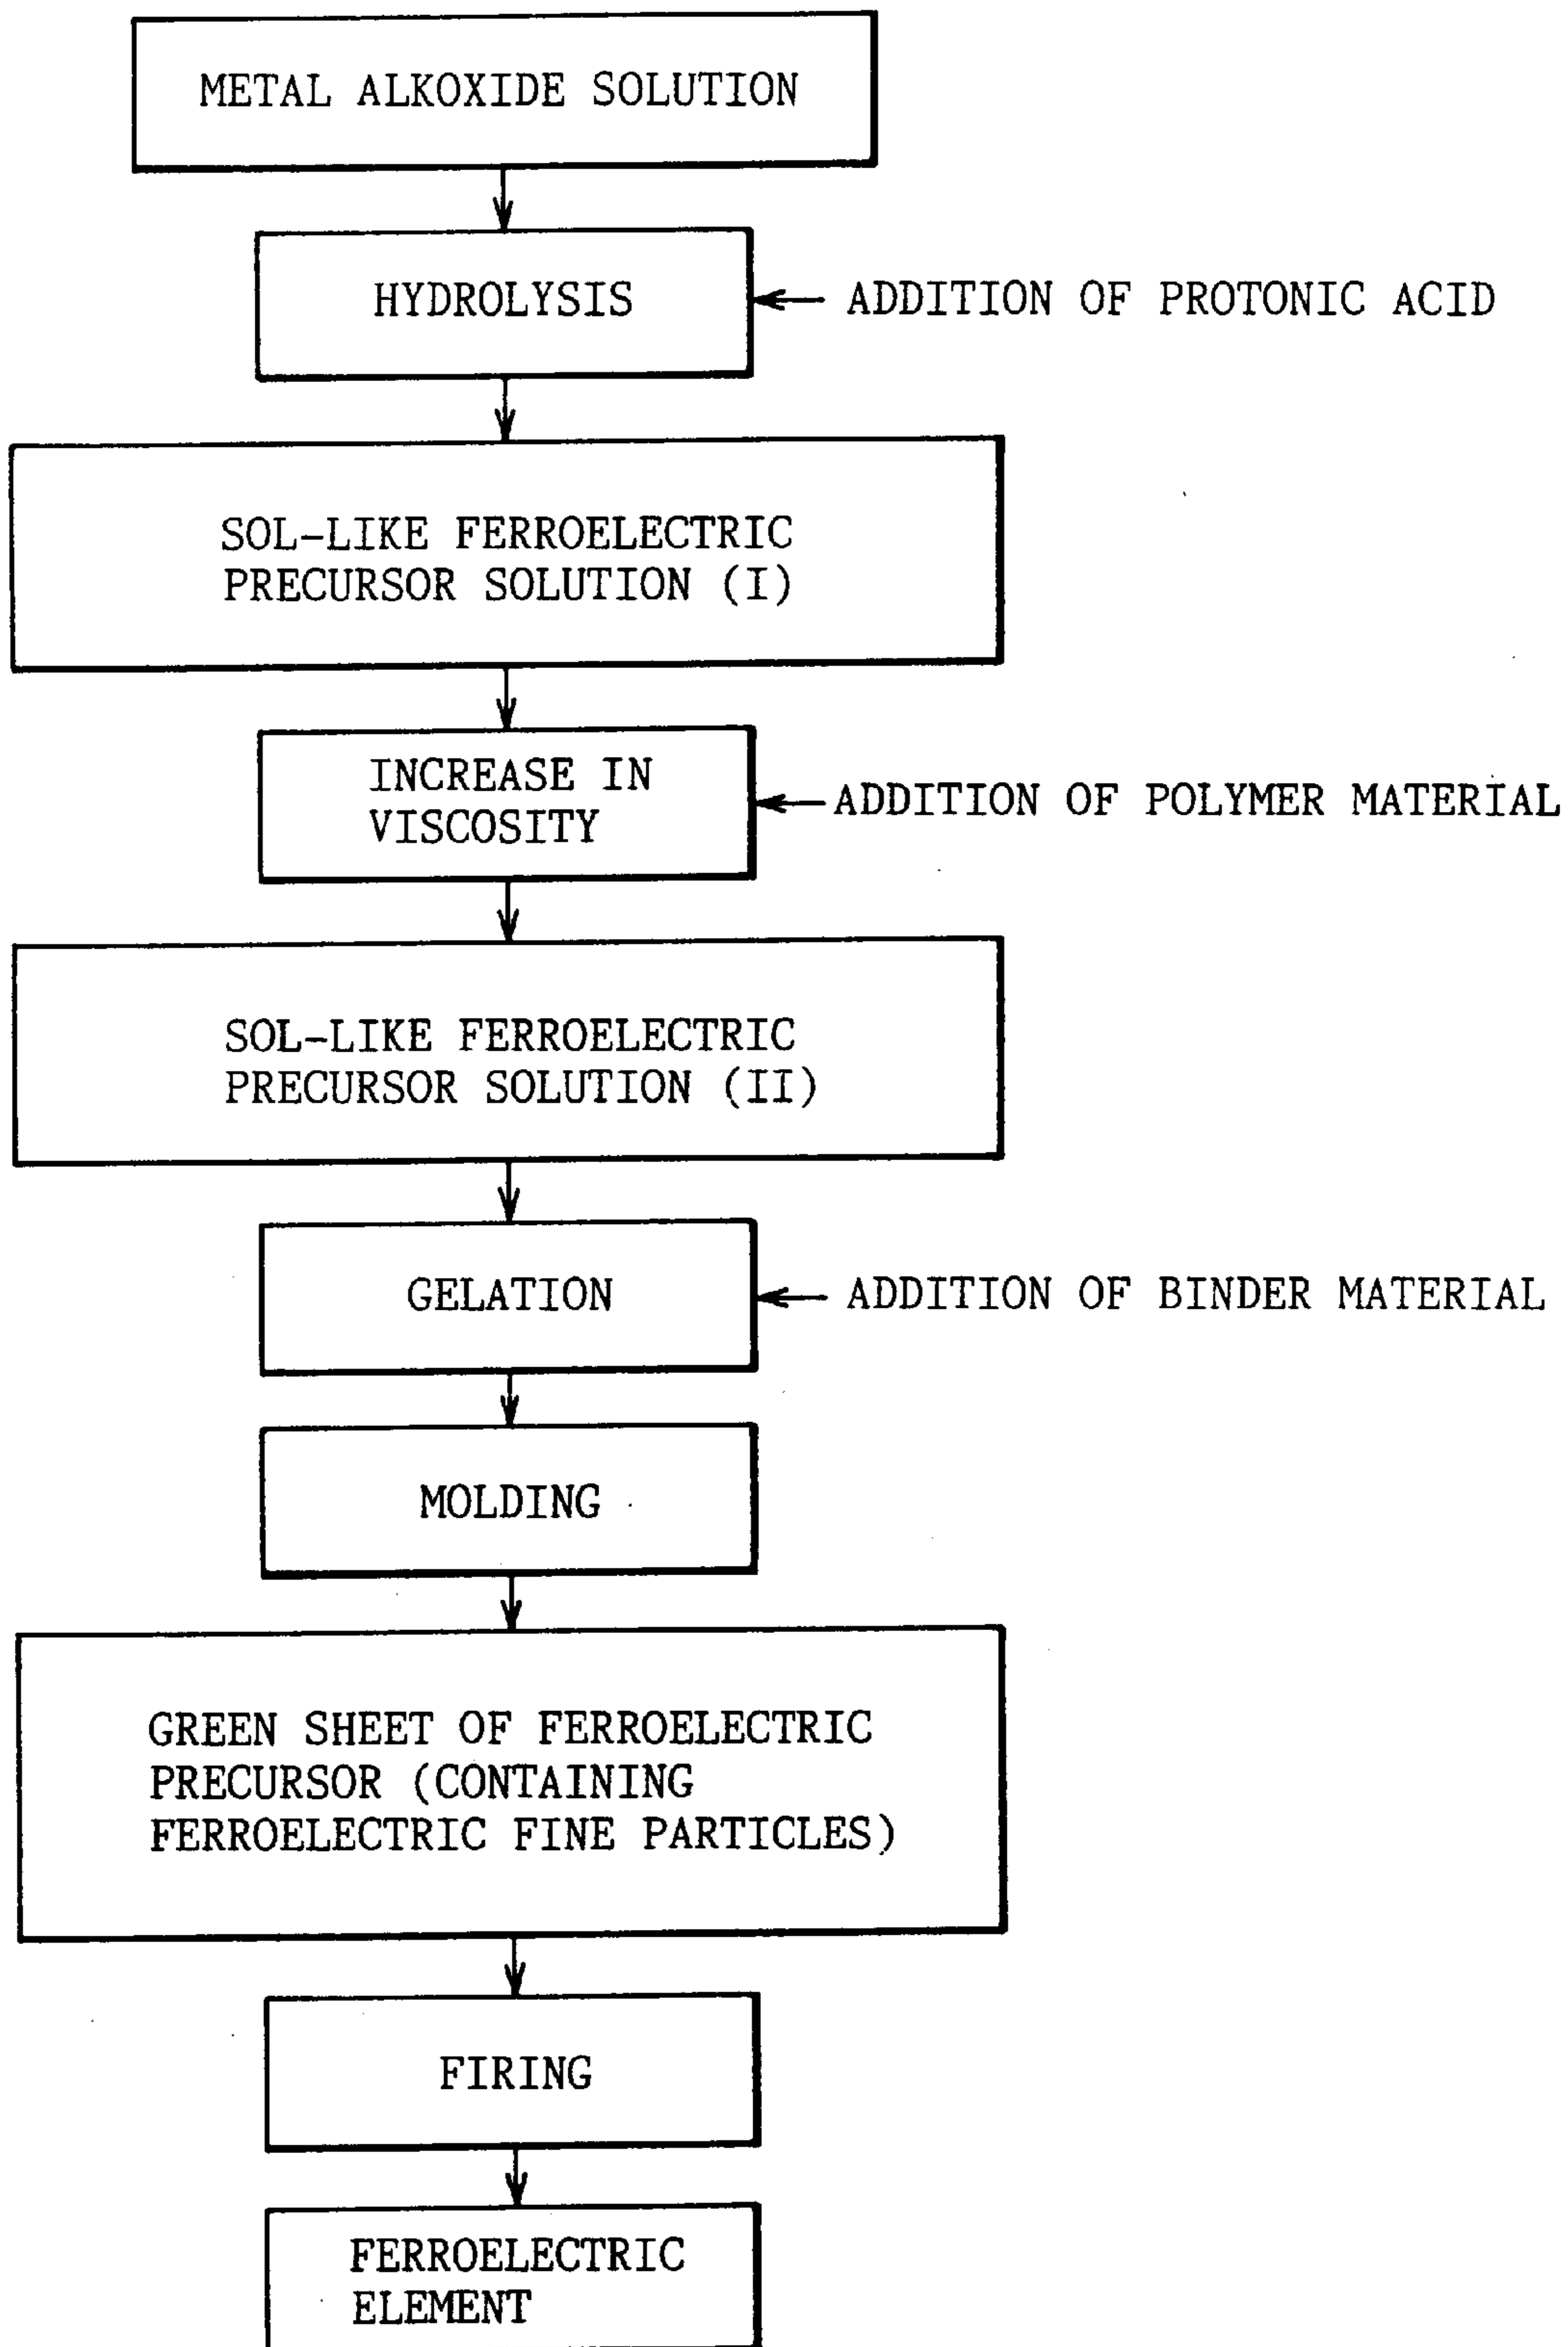 METAL ALKOXIDE SOLUTION
HYDROLYSIS
ADDITION OF PROTONIC ACID
SOL-LIKE FERROELECTRIC
PRECURSOR SOLUTION (I)
INCREASE IN
VISCOSITY
ADDITION OF POLYMER MATERIAL
SOL-LIKE FERROELECTRIC
PRECURSOR SOLUTION (II)
GELATION
ADDITION OF BINDER MATERIAL
MOLDING
GREEN SHEET OF FERROELECTRIC
PRECURSOR (CONTAINING
FERROELECTRIC FINE PARTICLES)
FIRING
FERROELECTRIC
ELEMENT